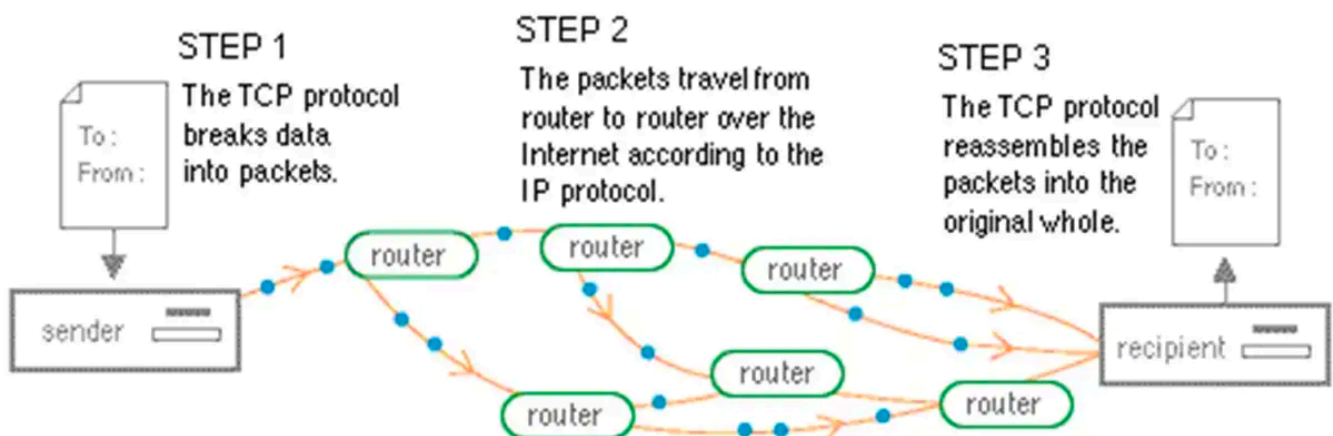 STEP 1
The TCP protocol
breaks data
into packets.
STEP 2
The packets travel from
router to router over the
Internet according to the
IP protocol.
STEP 3
The TCP protocol
reassembles the
packets into the
original whole.
To :
From :
To :
From :
router
router
router
sender
recipient
router
router
router